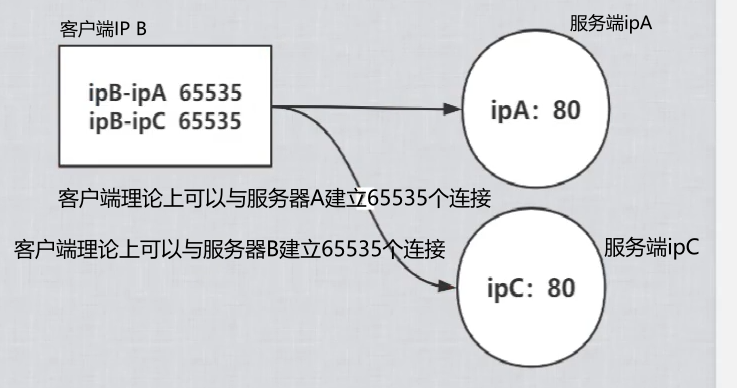 客户端IP B
服务端ipA
ipB-ipA 65535
ipB-ipC 65535
ipA: 80
客户端理论上可以与服务器A建立65535个连接
客户端理论上可以与服务器B建立65535个连接
服务端ipC
ipC: 80